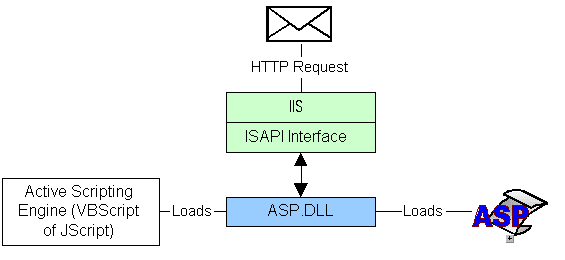 HTTP Request
IIS
ISAPI Interface
Active Scripting
Engine (VBScript
of JScript)
Loads
ASP.DLL
Loads
ASP